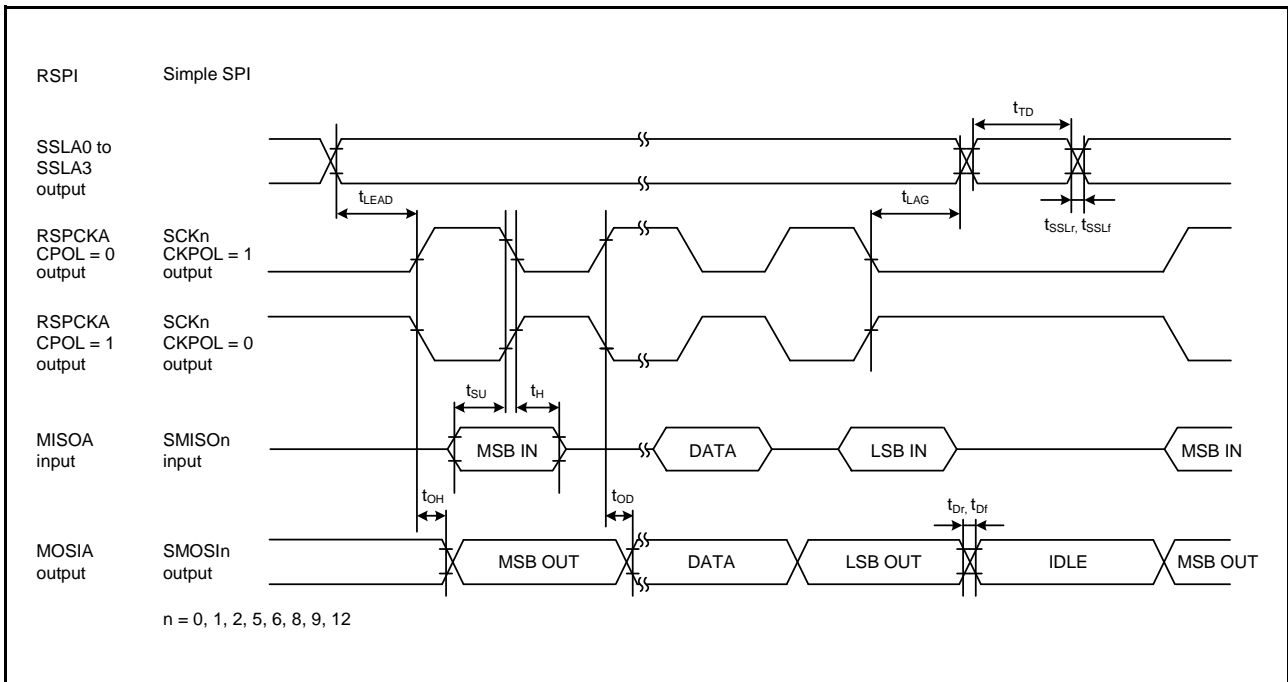 RSPI Simple SPI
tTD
SSLA0 to
SSLA3
output
tLEAD tLAG
tSSLr, tSSLf
RSPCKA SCKn
CPOL = 0 CKPOL = 1
output output
RSPCKA SCKn
CPOL = 1 CKPOL = 0
output output
tSU tH
MISOA SMISOn
input input
MSB IN DATA LSB IN MSB IN
tOH tOD tDr, tDf
MOSIA SMOSIn
output output
MSB OUT DATA LSB OUT IDLE MSB OUT
n = 0, 1, 2, 5, 6, 8, 9, 12